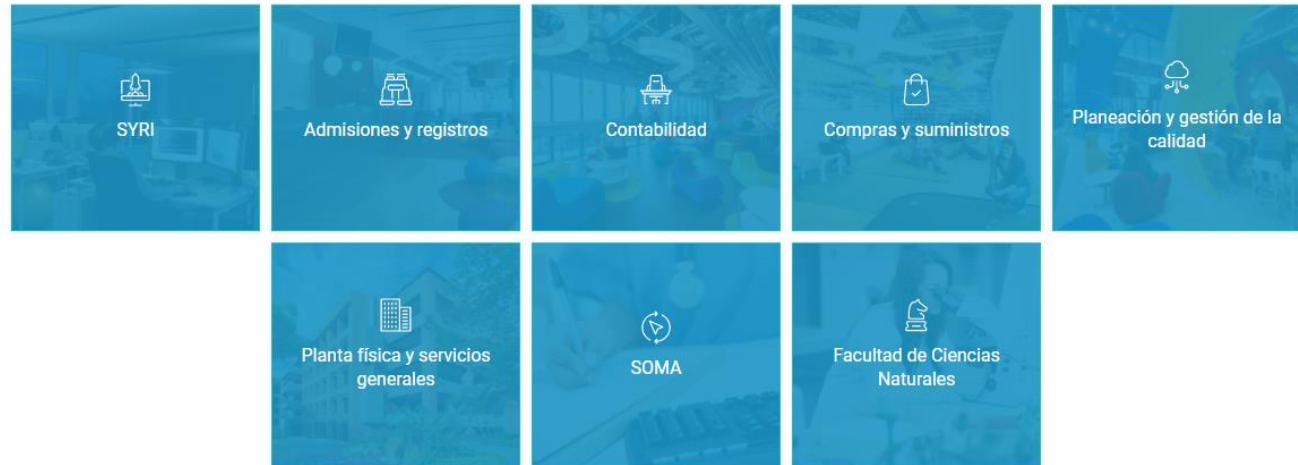 SYRI
Admisiones y registros
Contabilidad
Compras y suministros
Planeación y gestión de la
calidad
Planta física y servicios
generales
SOMA
Facultad de Ciencias
Naturales